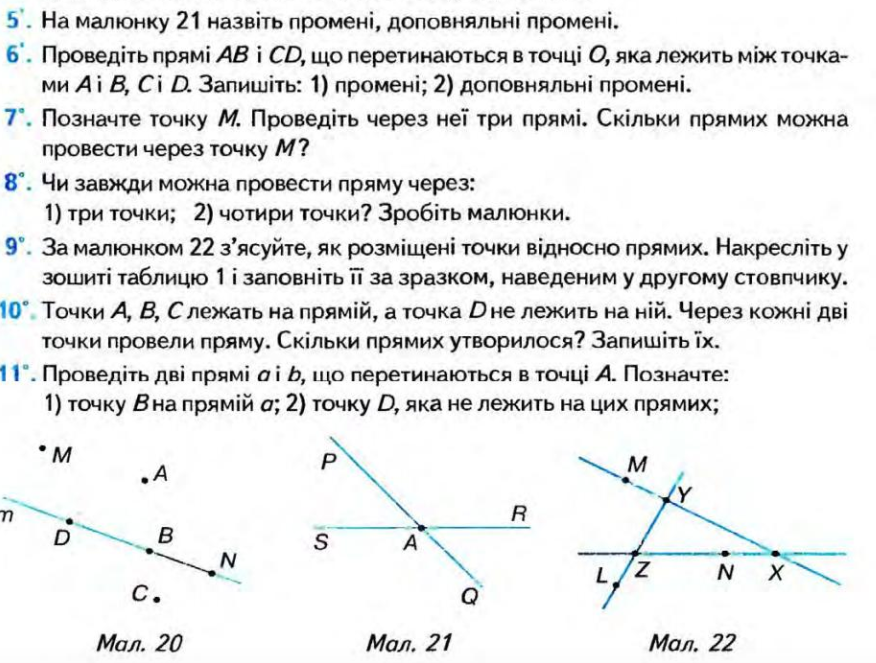 5°. На малюнку 21 назвіть промені, доповняльні промені.
6°. Проведіть прямі AB і CD, що перетинаються в точці O, яка лежить між точка-
ми A і B, C і D. Запишіть: 1) промені; 2) доповняльні промені.
7°. Позначте точку M. Проведіть через неї три прямі. Скільки прямих можна
провести через точку M?
8°. Чи завжди можна провести пряму через:
1) три точки; 2) чотири точки? Зробіть малюнки.
9°. За малюнком 22 з'ясуйте, як розміщені точки відносно прямих. Накресліть у
зошиті таблицю 1 і заповніть її за зразком, наведеним у другому стовпчику.
10°. Точки A, B, C лежать на прямій, а точка D не лежить на ній. Через кожні дві
точки провели пряму. Скільки прямих утворилося? Запишіть їх.
11°. Проведіть дві прямі a і b, що перетинаються в точці A. Позначте:
1) точку B на прямій a; 2) точку D, яка не лежить на цих прямих;
M
A
m
D
B
N
C
Мал. 20
P
S
A
R
Q
Мал. 21
M
Y
L
Z
N
X
Мал. 22